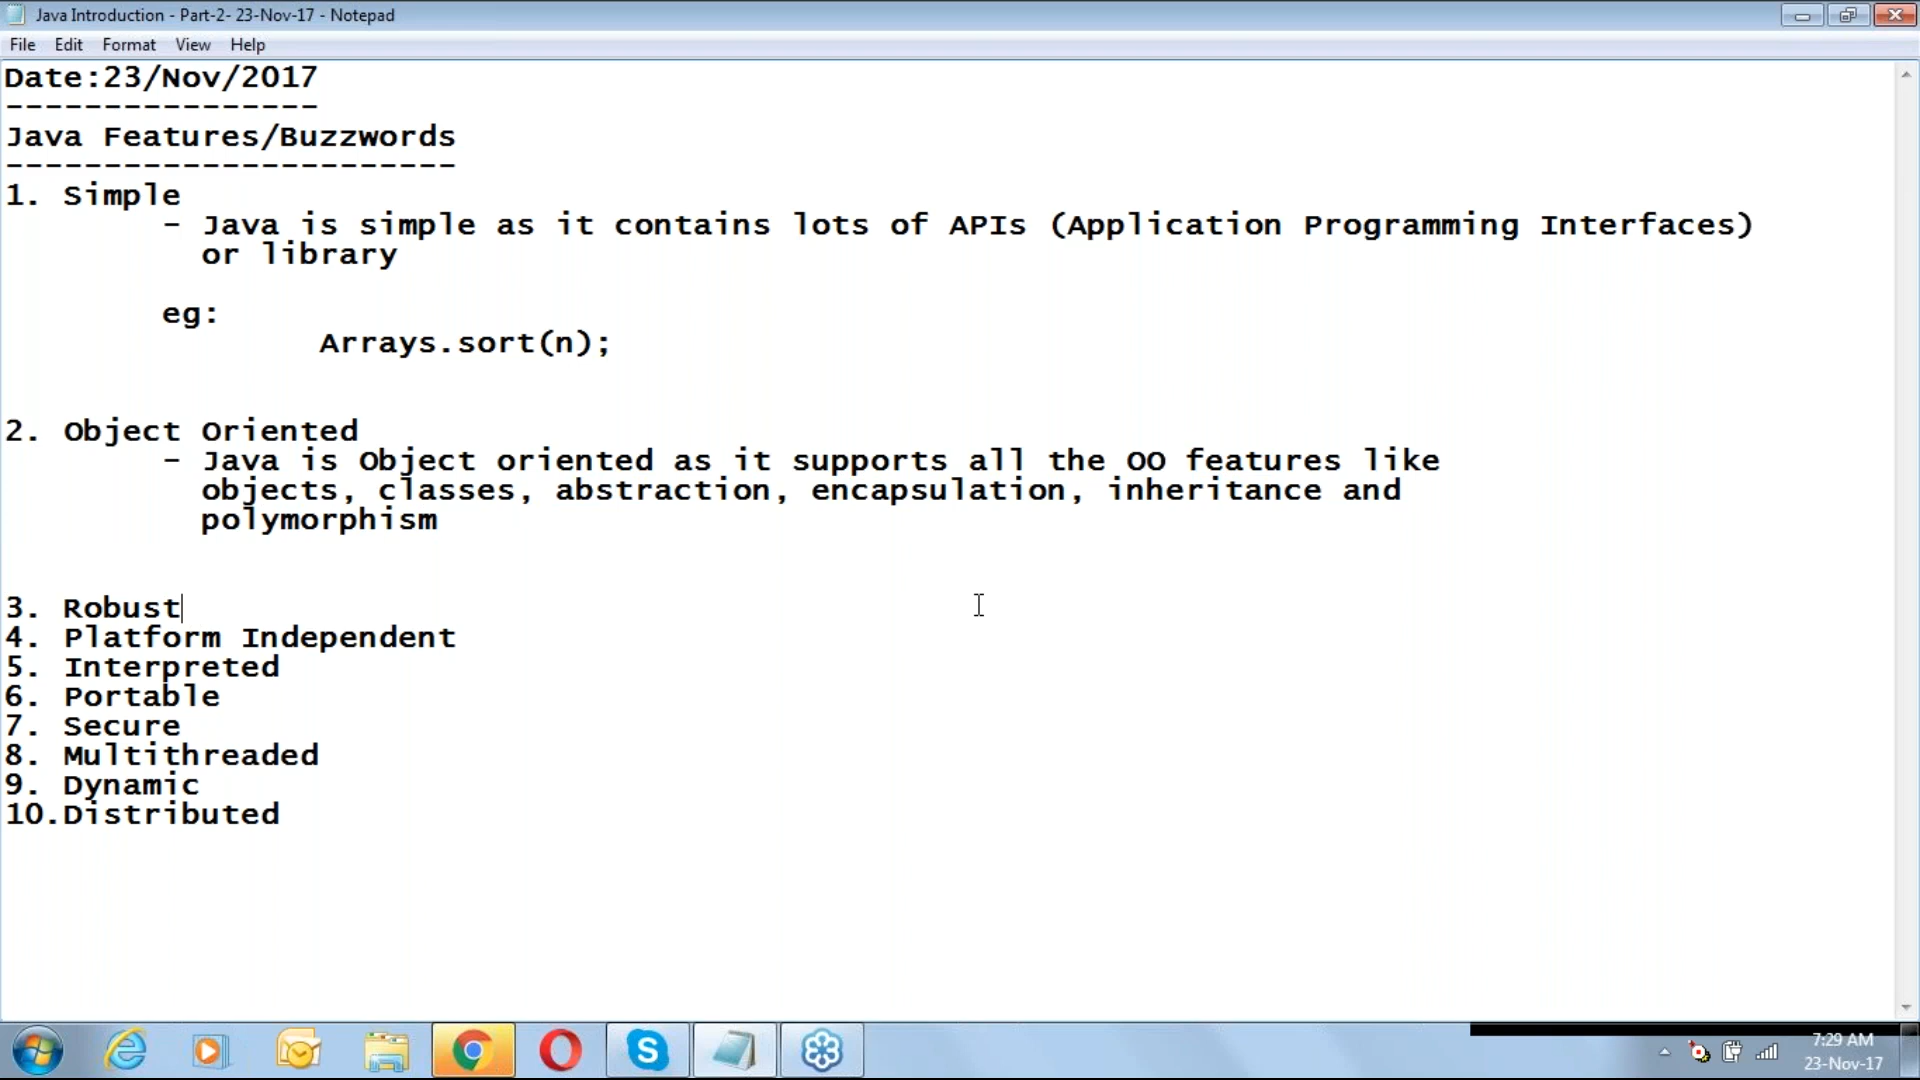 Java Introduction - Part-2- 23-Nov-17 - Notepad
File Edit Format View Help
Date:23/Nov/2017
----------------
Java Features/Buzzwords
-----------------------
1. Simple
- Java is simple as it contains lots of APIs (Application Programming Interfaces)
or library
eg:
Arrays.sort(n);
2. Object Oriented
- Java is Object oriented as it supports all the OO features like
objects, classes, abstraction, encapsulation, inheritance and
polymorphism
3. Robust
4. Platform Independent
5. Interpreted
6. Portable
7. Secure
8. Multithreaded
9. Dynamic
10.Distributed
7:29 AM
23-Nov-17